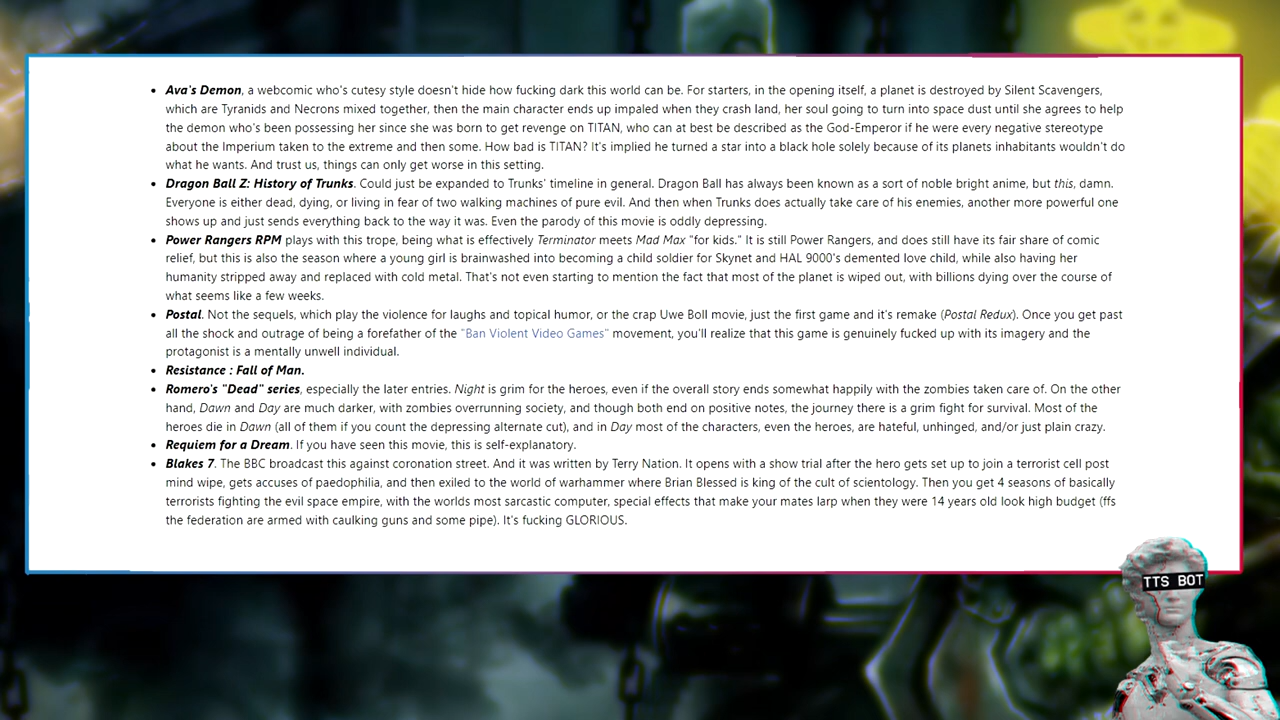 • Ava's Demon, a webcomic who's cutesy style doesn't hide how fucking dark this world can be. For starters, in the opening itself, a planet is destroyed by Silent Scavengers,
which are Tyranids and Necrons mixed together, then the main character ends up impaled when they crash land, her soul going to turn into space dust until she agrees to help
the demon who's been possessing her since she was born to get revenge on TITAN, who can at best be described as the God-Emperor if he were every negative stereotype
about the Imperium taken to the extreme and then some. How bad is TITAN? It's implied he turned a star into a black hole solely because of its planets inhabitants wouldn't do
what he wants. And trust us, things can only get worse in this setting.
• Dragon Ball Z: History of Trunks. Could just be expanded to Trunks' timeline in general. Dragon Ball has always been known as a sort of noble bright anime, but this, damn.
Everyone is either dead, dying, or living in fear of two walking machines of pure evil. And then when Trunks does actually take care of his enemies, another more powerful one
shows up and just sends everything back to the way it was. Even the parody of this movie is oddly depressing.
• Power Rangers RPM plays with this trope, being what is effectively Terminator meets Mad Max "for kids." It is still Power Rangers, and does still have its fair share of comic
relief, but this is also the season where a young girl is brainwashed into becoming a child soldier for Skynet and HAL 9000's demented love child, while also having her
humanity stripped away and replaced with cold metal. That's not even starting to mention the fact that most of the planet is wiped out, with billions dying over the course of
what seems like a few weeks.
• Postal. Not the sequels, which play the violence for laughs and topical humor, or the crap Uwe Boll movie, just the first game and it's remake (Postal Redux). Once you get past
all the shock and outrage of being a forefather of the "Ban Violent Video Games" movement, you'll realize that this game is genuinely fucked up with its imagery and the
protagonist is a mentally unwell individual.
• Resistance : Fall of Man.
• Romero's "Dead" series, especially the later entries. Night is grim for the heroes, even if the overall story ends somewhat happily with the zombies taken care of. On the other
hand, Dawn and Day are much darker, with zombies overrunning society, and though both end on positive notes, the journey there is a grim fight for survival. Most of the
heroes die in Dawn (all of them if you count the depressing alternate cut), and in Day most of the characters, even the heroes, are hateful, unhinged, and/or just plain crazy.
• Requiem for a Dream. If you have seen this movie, this is self-explanatory.
• Blakes 7. The BBC broadcast this against coronation street. And it was written by Terry Nation. It opens with a show trial after the hero gets set up to join a terrorist cell post
mind wipe, gets accuses of paedophilia, and then exiled to the world of warhammer where Brian Blessed is king of the cult of scientology. Then you get 4 seasons of basically
terrorists fighting the evil space empire, with the worlds most sarcastic computer, special effects that make your mates larp when they were 14 years old look high budget (ffs
the federation are armed with caulking guns and some pipe). It's fucking GLORIOUS.
TTS BOT